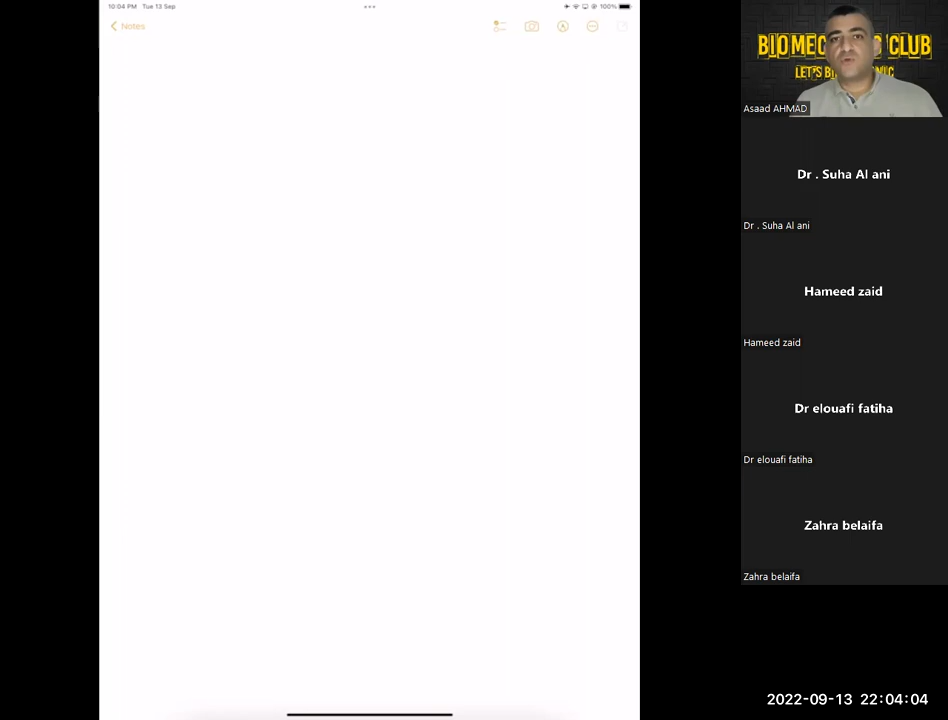 10:04 PM Tue 13 Sep
100%
Notes
CLUB
Asaad AHMAD
Dr . Suha Al ani
Dr . Suha Al ani
Hameed zaid
Hameed zaid
Dr elouafi fatiha
Dr elouafi fatiha
Zahra belaifa
Zahra belaifa
2022-09-13 22:04:04